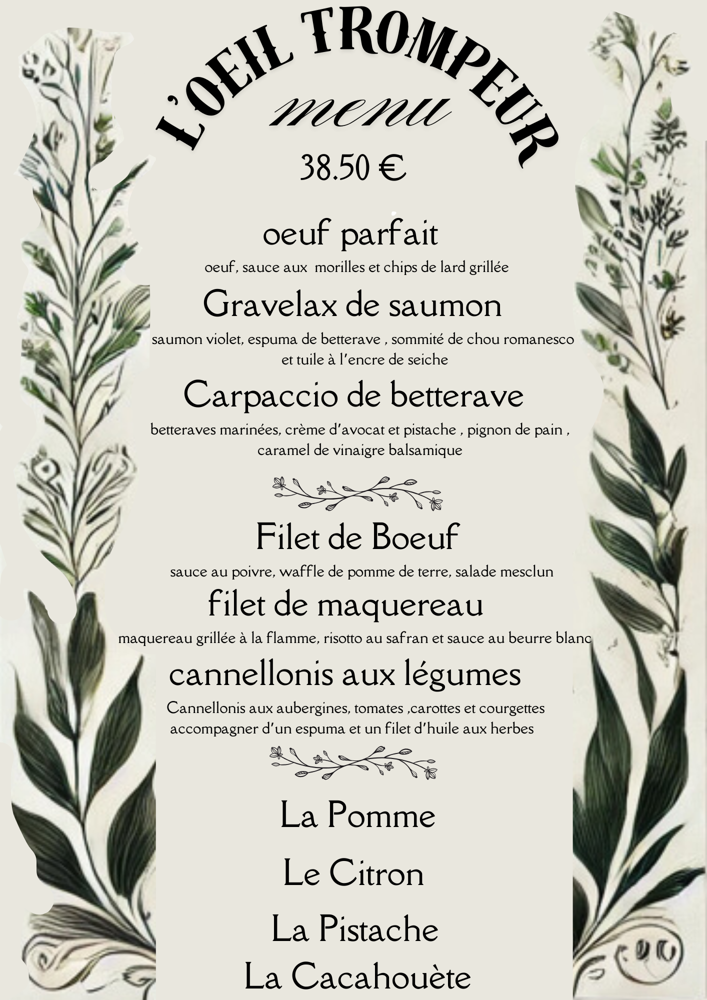 L'OEIL TROMPEUR
menu
38.50 €
oeuf parfait
oeuf, sauce aux morilles et chips de lard grillée
Gravelax de saumon
saumon violet, espuma de betterave , sommité de chou romanesco
et tuile à l'encre de seiche
Carpaccio de betterave
betteraves marinées, crème d'avocat et pistache , pignon de pain ,
caramel de vinaigre balsamique
Filet de Boeuf
sauce au poivre, waffle de pomme de terre, salade mesclun
filet de maquereau
maquereau grillée à la flamme, risotto au safran et sauce au beurre blanc
cannellonis aux légumes
Cannellonis aux aubergines, tomates ,carottes et courgettes
accompagner d'un espuma et un filet d'huile aux herbes
La Pomme
Le Citron
La Pistache
La Cacahouète